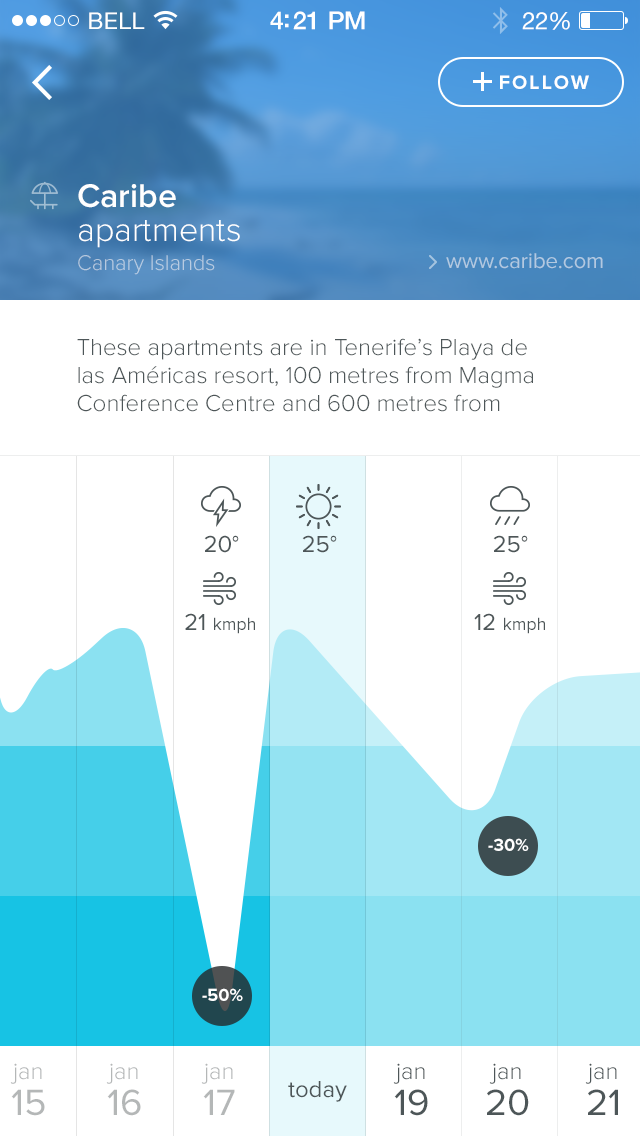 BELL 4:21 PM 22%
+ FOLLOW
Caribe
apartments
Canary Islands > www.caribe.com
These apartments are in Tenerife’s Playa de
las Américas resort, 100 metres from Magma
Conference Centre and 600 metres from
20° 25° 25°
21 kmph 12 kmph
-30%
-50%
jan jan jan today jan jan jan
15 16 17 19 20 21